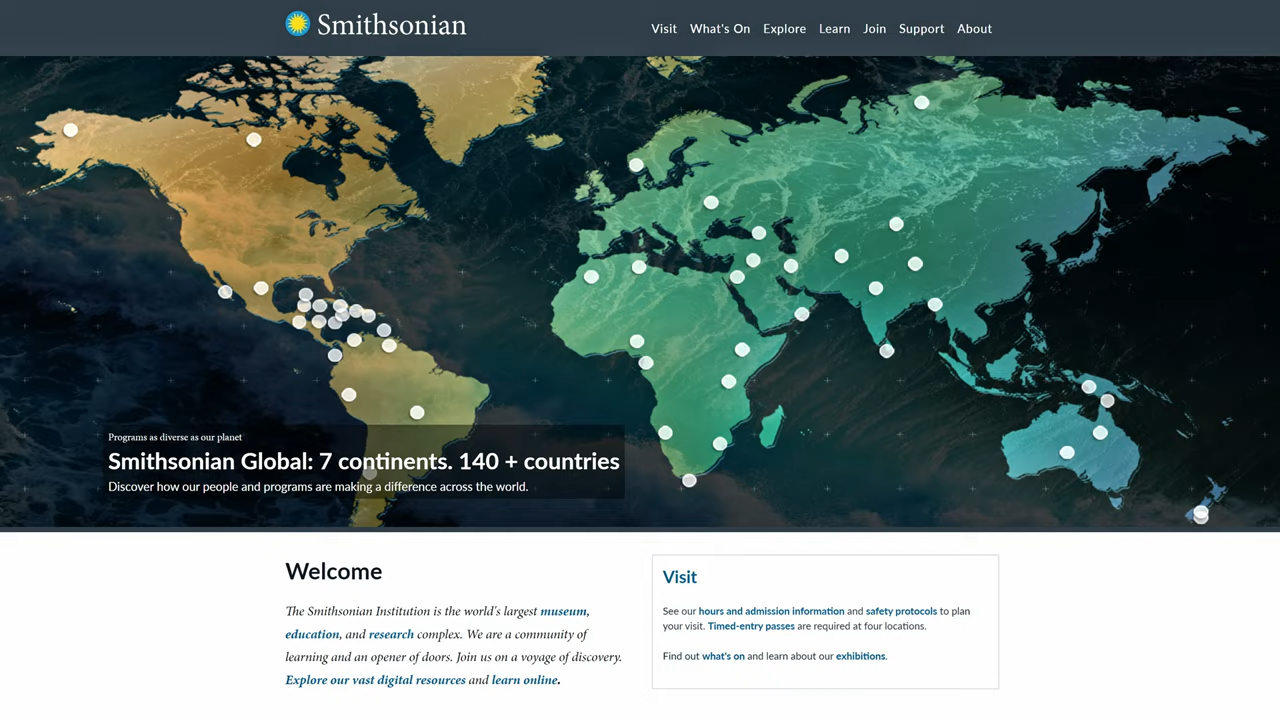 Smithsonian
Visit What's On Explore Learn Join Support About
Programs as diverse as our planet
Smithsonian Global: 7 continents. 140 + countries
Discover how our people and programs are making a difference across the world.
Welcome
The Smithsonian Institution is the world's largest museum,
education, and research complex. We are a community of
learning and an opener of doors. Join us on a voyage of discovery.
Explore our vast digital resources and learn online.
Visit
See our hours and admission information and safety protocols to plan
your visit. Timed-entry passes are required at four locations.
Find out what's on and learn about our exhibitions.